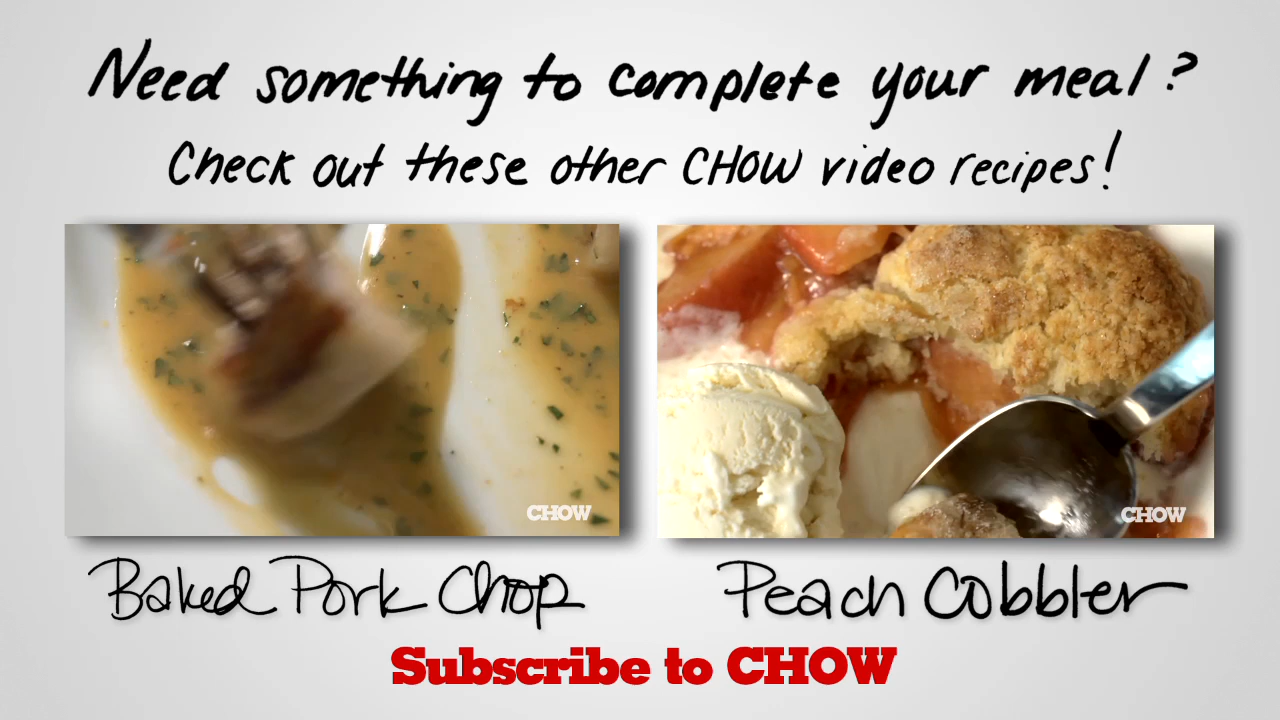 Need something to complete your meal?
Check out these other CHOW video recipes!
CHOW
CHOW
Baked Pork Chop
Peach Cobbler
Subscribe to CHOW